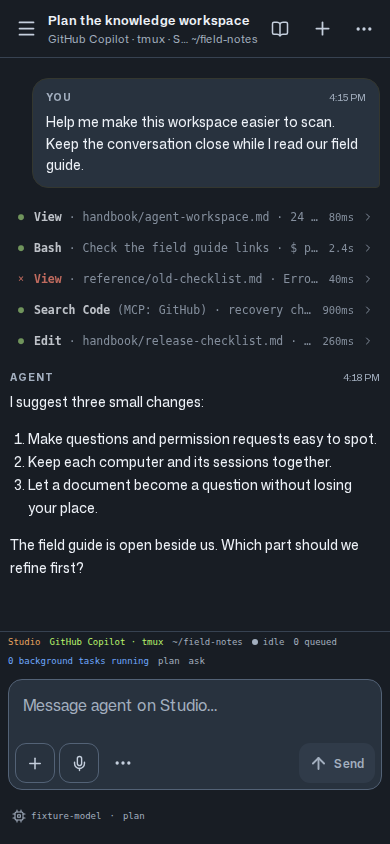 Plan the knowledge workspace
GitHub Copilot · tmux · S... ~/field-notes
YOU 4:15 PM
Help me make this workspace easier to scan.
Keep the conversation close while I read our field
guide.
View · handbook/agent-workspace.md · 24 … 80ms
Bash · Check the field guide links · $ p… 2.4s
× View · reference/old-checklist.md · Erro… 40ms
Search Code (MCP: GitHub) · recovery ch… 900ms
Edit · handbook/release-checklist.md · … 260ms
AGENT 4:18 PM
I suggest three small changes:
1. Make questions and permission requests easy to spot.
2. Keep each computer and its sessions together.
3. Let a document become a question without losing
your place.
The field guide is open beside us. Which part should we
refine first?
Studio GitHub Copilot · tmux ~/field-notes ● idle 0 queued
0 background tasks running plan ask
Message agent on Studio...
Send
fixture-model · plan